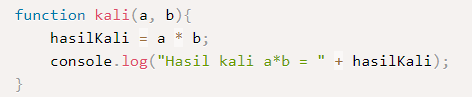 function kali(a, b){
    hasilKali = a * b;
    console.log("Hasil kali a*b = " + hasilKali);
}